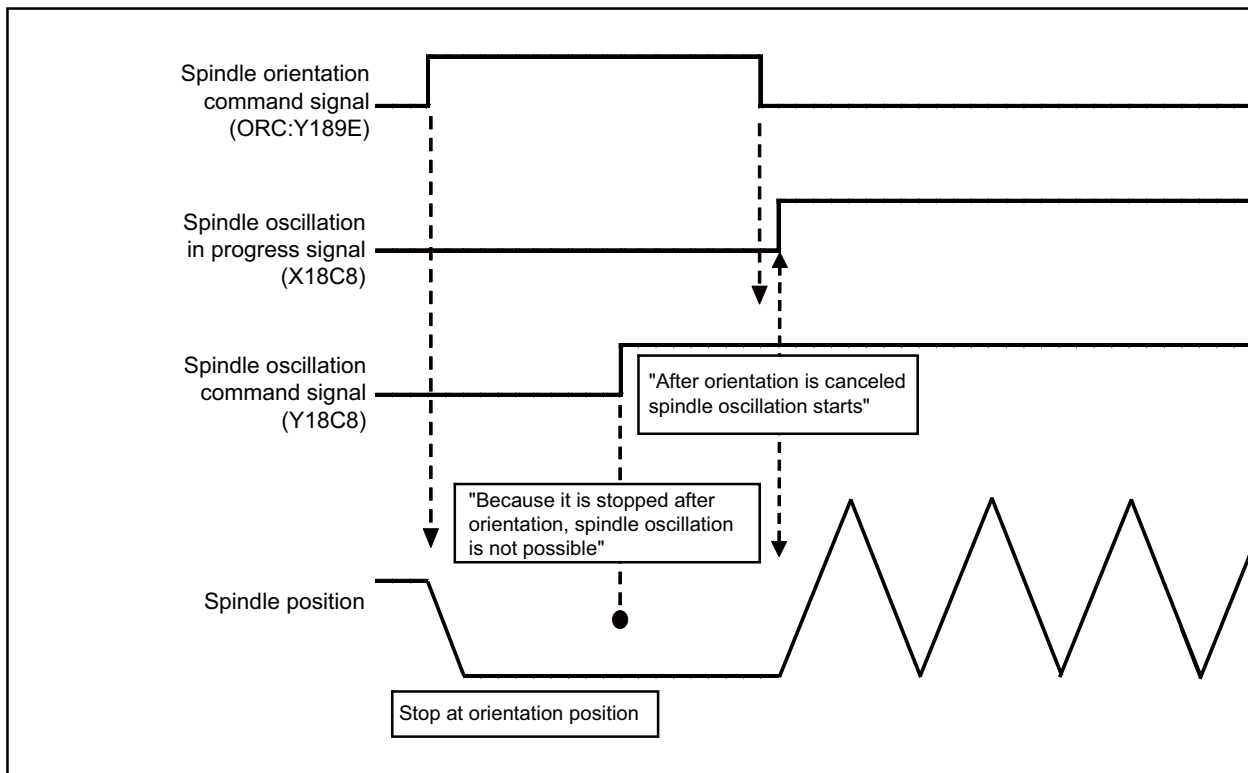 Spindle orientation
command signal
(ORC:Y189E)
Spindle oscillation
in progress signal
(X18C8)
Spindle oscillation
command signal
(Y18C8)
"After orientation is canceled
spindle oscillation starts"
"Because it is stopped after
orientation, spindle oscillation
is not possible"
Spindle position
Stop at orientation position